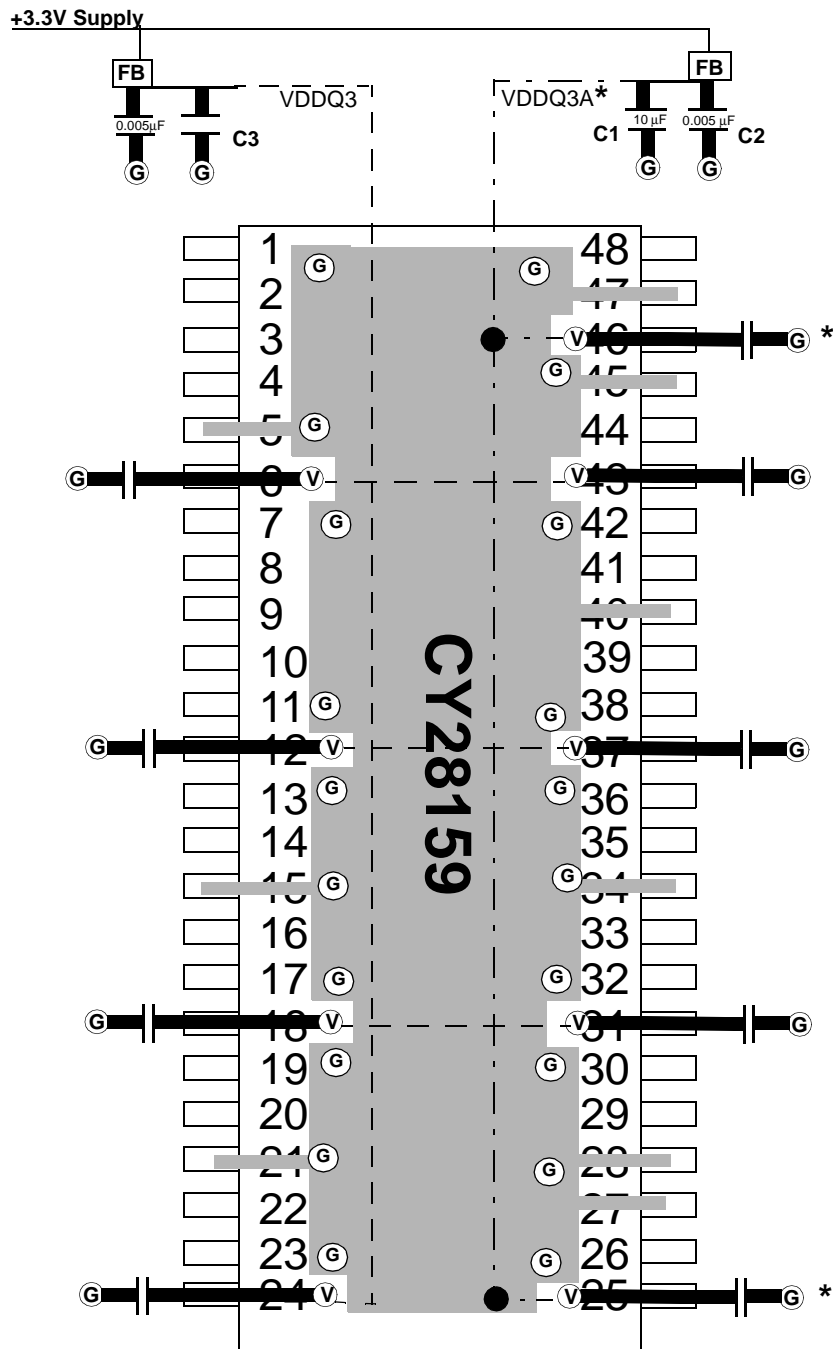 +3.3V Supply
FB FB
VDDQ3 VDDQ3A*
0.005µF C3 C1 10 µF 0.005 µF C2
G G G G
1 G G 48
2 47
3 V 46 G *
4 G 45
5 G 44
G 6 V V 43 G
7 G G 42
8 41
9 40
10 39
11 G G 38
G 12 V V 37 G
13 G G 36
14 35
15 G G 34
16 33
17 G G 32
G 18 V V 31 G
19 G G 30
20 29
21 G G 28
22 27
23 G G 26
G 24 V V 25 G *
CY28159